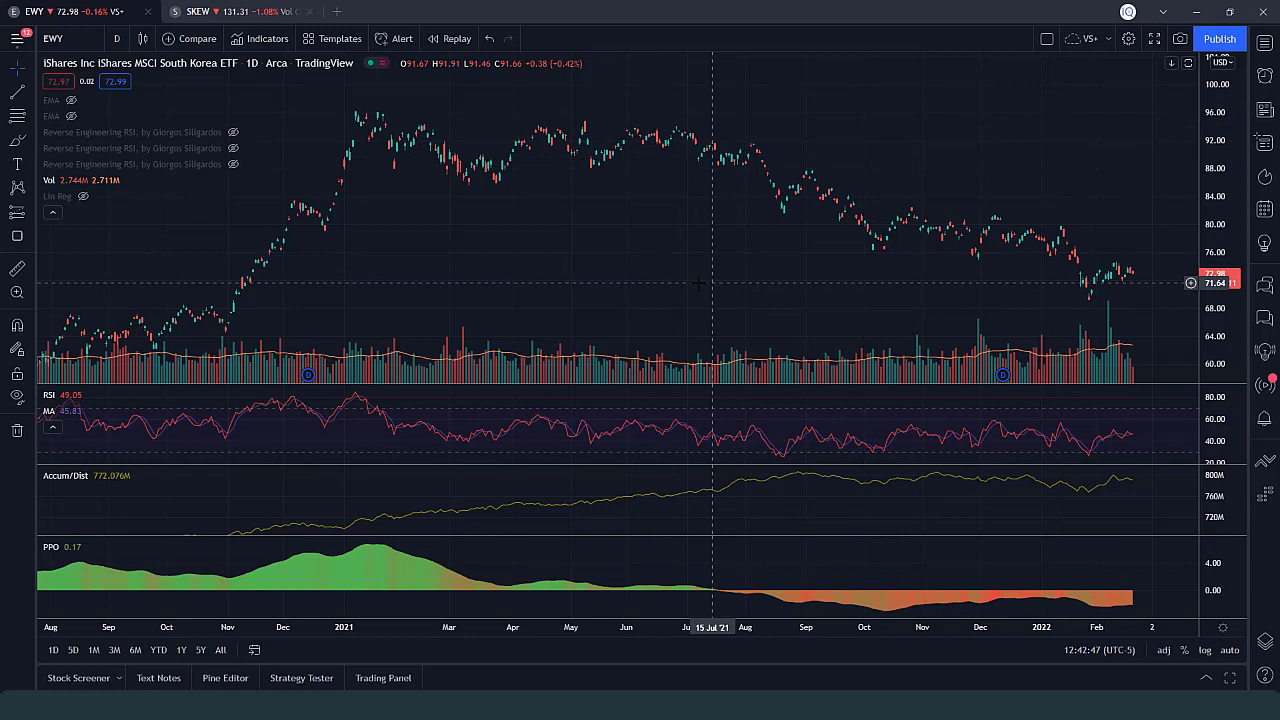 E EWY ▼ 72.98 −0.16% VS+
S SKEW ▼ 131.31 −1.08% Vol
IQ
12
EWY D Compare Indicators Templates Alert Replay VS+ Publish
iShares Inc iShares MSCI South Korea ETF · 1D · Arca · TradingView O91.67 H91.91 L91.46 C91.66 +0.38 (+0.42%)
USD
72.97 0.02 72.99
EMA
EMA
Reverse Engineering RSI, by Giorgos Siligardos
Reverse Engineering RSI, by Giorgos Siligardos
Reverse Engineering RSI, by Giorgos Siligardos
Vol 2.744M 2.711M
Lin Reg
100.00
96.00
92.00
88.00
84.00
80.00
76.00
72.98
71.64
68.00
64.00
60.00
D D
RSI 49.05
MA 45.83
80.00
60.00
40.00
20.00
Accum/Dist 772.076M
800M
760M
720M
PPO 0.17
4.00
0.00
Aug Sep Oct Nov Dec 2021 Mar Apr May Jun 15 Jul '21 Aug Sep Oct Nov Dec 2022 Feb 2
1D 5D 1M 3M 6M YTD 1Y 5Y All 12:42:47 (UTC-5) adj % log auto
Stock Screener Text Notes Pine Editor Strategy Tester Trading Panel